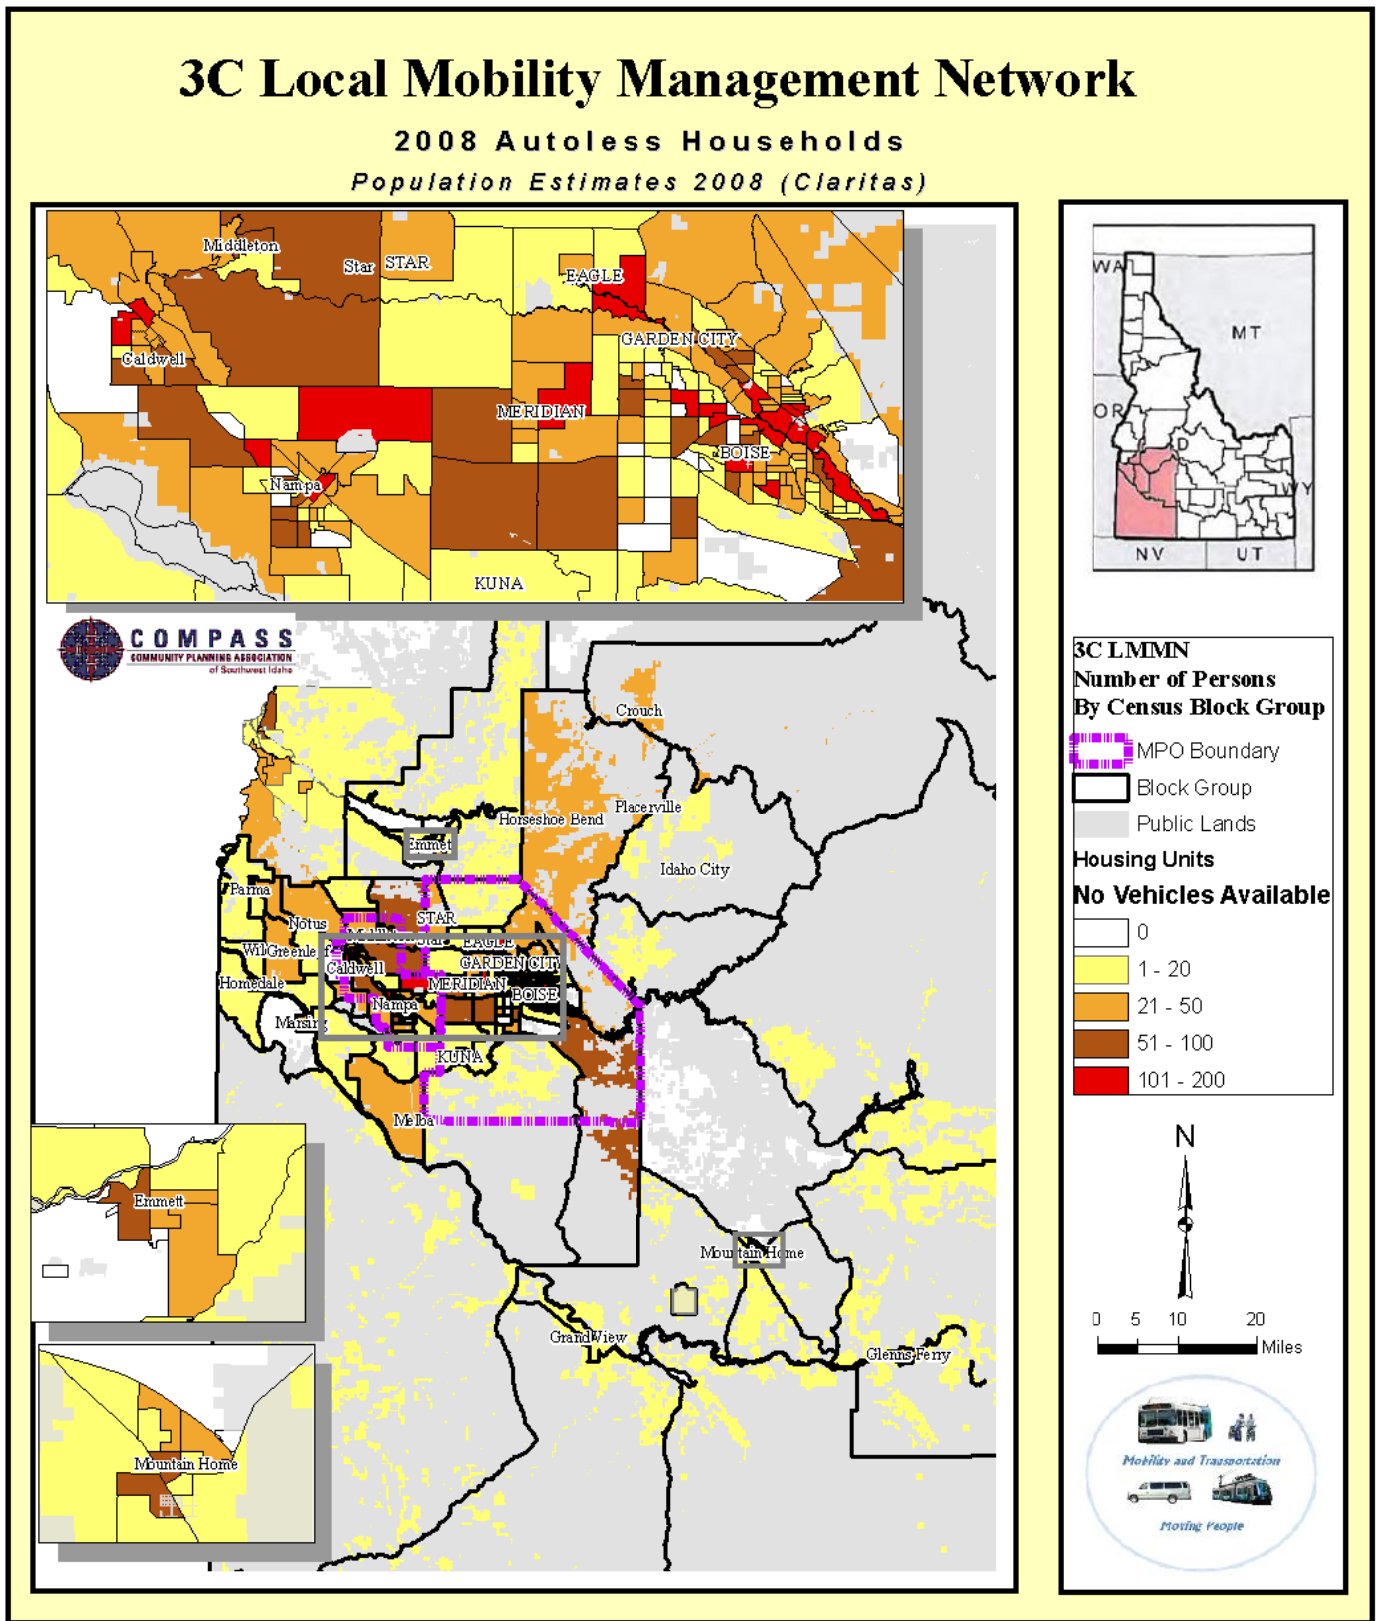 3C Local Mobility Management Network
2008 Autoless Households
Population Estimates 2008 (Claritas)
Middleton
Star
STAR
EAGLE
GARDEN CITY
Caldwell
MERIDIAN
BOISE
Nampa
KUNA
COMPASS
COMMUNITY PLANNING ASSOCIATION
of Southwest Idaho
Crouch
Placerville
Horseshoe Bend
Emmet
Idaho City
Parma
Notus
STAR
Star
EAGLE
Greenleaf
GARDEN CITY
Caldwell
Homedale
MERIDIAN
BOISE
Nampa
Marsing
KUNA
Melba
Emmett
Mountain Home
Grand View
Glenns Ferry
Mountain Home
WA
MT
OR
D
WY
NV
UT
3C LMMN
Number of Persons
By Census Block Group
MPO Boundary
Block Group
Public Lands
Housing Units
No Vehicles Available
0
1 - 20
21 - 50
51 - 100
101 - 200
N
0 5 10 20
Miles
Mobility and Transportation
Moving People